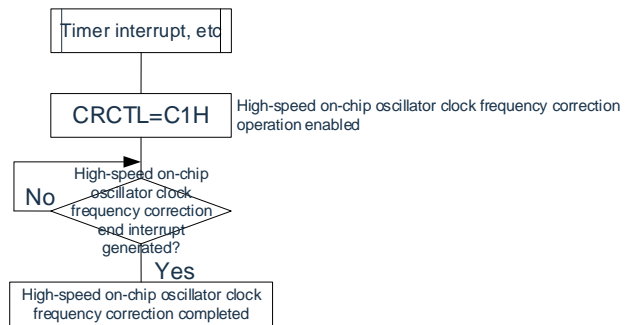 Timer interrupt, etc
CRCTL=C1H
High-speed on-chip oscillator clock frequency correction
operation enabled
High-speed on-chip
oscillator clock
frequency correction
end interrupt
generated?
No
Yes
High-speed on-chip oscillator clock
frequency correction completed